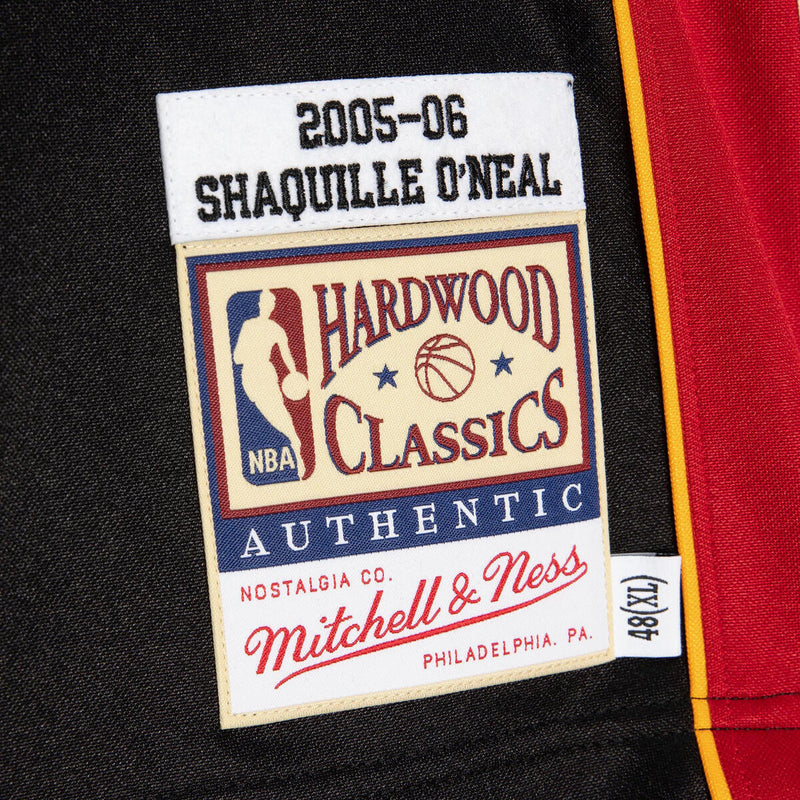 2005-06
SHAQUILLE O'NEAL
HARDWOOD
CLASSICS
NBA
AUTHENTIC
NOSTALGIA CO.
Mitchell & Ness
PHILADELPHIA, PA.
48(XL)